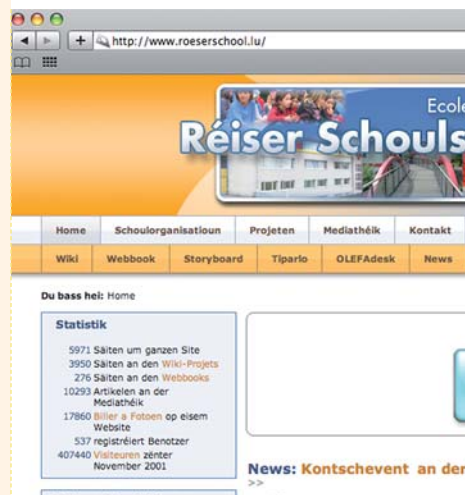 http://www.roeserschool.lu/
Ecole
Réiser Schouls
Home Schoulorganisatioun Projeten Mediathéik Kontakt
Wiki Webbook Storyboard Tiparlo OLEFAdesk News
Du bass hei: Home
Statistik
5971 Säiten um ganzen Site
3950 Säiten an den Wiki-Projets
276 Säiten an den Webbooks
10293 Artikelen an der
Mediathéik
17860 Biller a Fotoen op eisem
Website
537 registréiert Benotzer
407440 Visiteuren zënter
November 2001
News: Kontschevent an der
>>